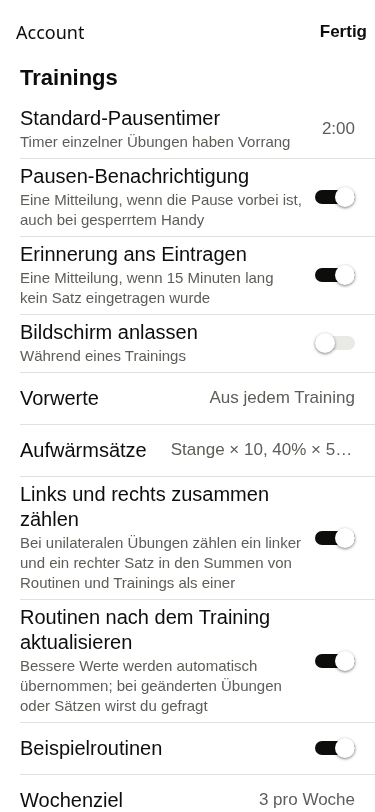 Account
Fertig
Trainings
Standard-Pausentimer
Timer einzelner Übungen haben Vorrang
2:00
Pausen-Benachrichtigung
Eine Mitteilung, wenn die Pause vorbei ist,
auch bei gesperrtem Handy
Erinnerung ans Eintragen
Eine Mitteilung, wenn 15 Minuten lang
kein Satz eingetragen wurde
Bildschirm anlassen
Während eines Trainings
Vorwerte
Aus jedem Training
Aufwärmsätze
Stange × 10, 40% × 5…
Links und rechts zusammen
zählen
Bei unilateralen Übungen zählen ein linker
und ein rechter Satz in den Summen von
Routinen und Trainings als einer
Routinen nach dem Training
aktualisieren
Bessere Werte werden automatisch
übernommen; bei geänderten Übungen
oder Sätzen wirst du gefragt
Beispielroutinen
Wochenziel
3 pro Woche